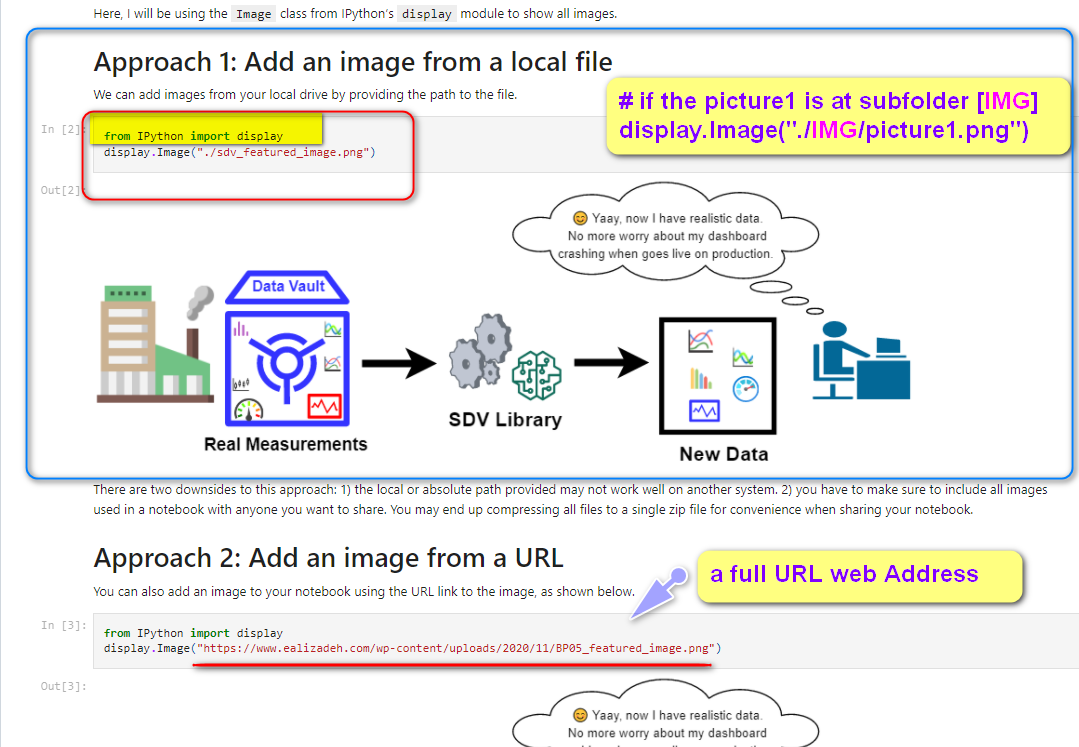 Here, I will be using the Image class from IPython's display module to show all images.
Approach 1: Add an image from a local file
We can add images from your local drive by providing the path to the file.
# if the picture1 is at subfolder [IMG]
display.Image("./IMG/picture1.png")
In [2]:
from IPython import display
display.Image("./sdv_featured_image.png")
Out[2]:
Yaay, now I have realistic data.
No more worry about my dashboard
crashing when goes live on production.
Data Vault
Real Measurements
SDV Library
New Data
There are two downsides to this approach: 1) the local or absolute path provided may not work well on another system. 2) you have to make sure to include all images
used in a notebook with anyone you want to share. You may end up compressing all files to a single zip file for convenience when sharing your notebook.
Approach 2: Add an image from a URL
a full URL web Address
You can also add an image to your notebook using the URL link to the image, as shown below.
In [3]:
from IPython import display
display.Image("https://www.ealizadeh.com/wp-content/uploads/2020/11/BP05_featured_image.png")
Out[3]:
Yaay, now I have realistic data.
No more worry about my dashboard